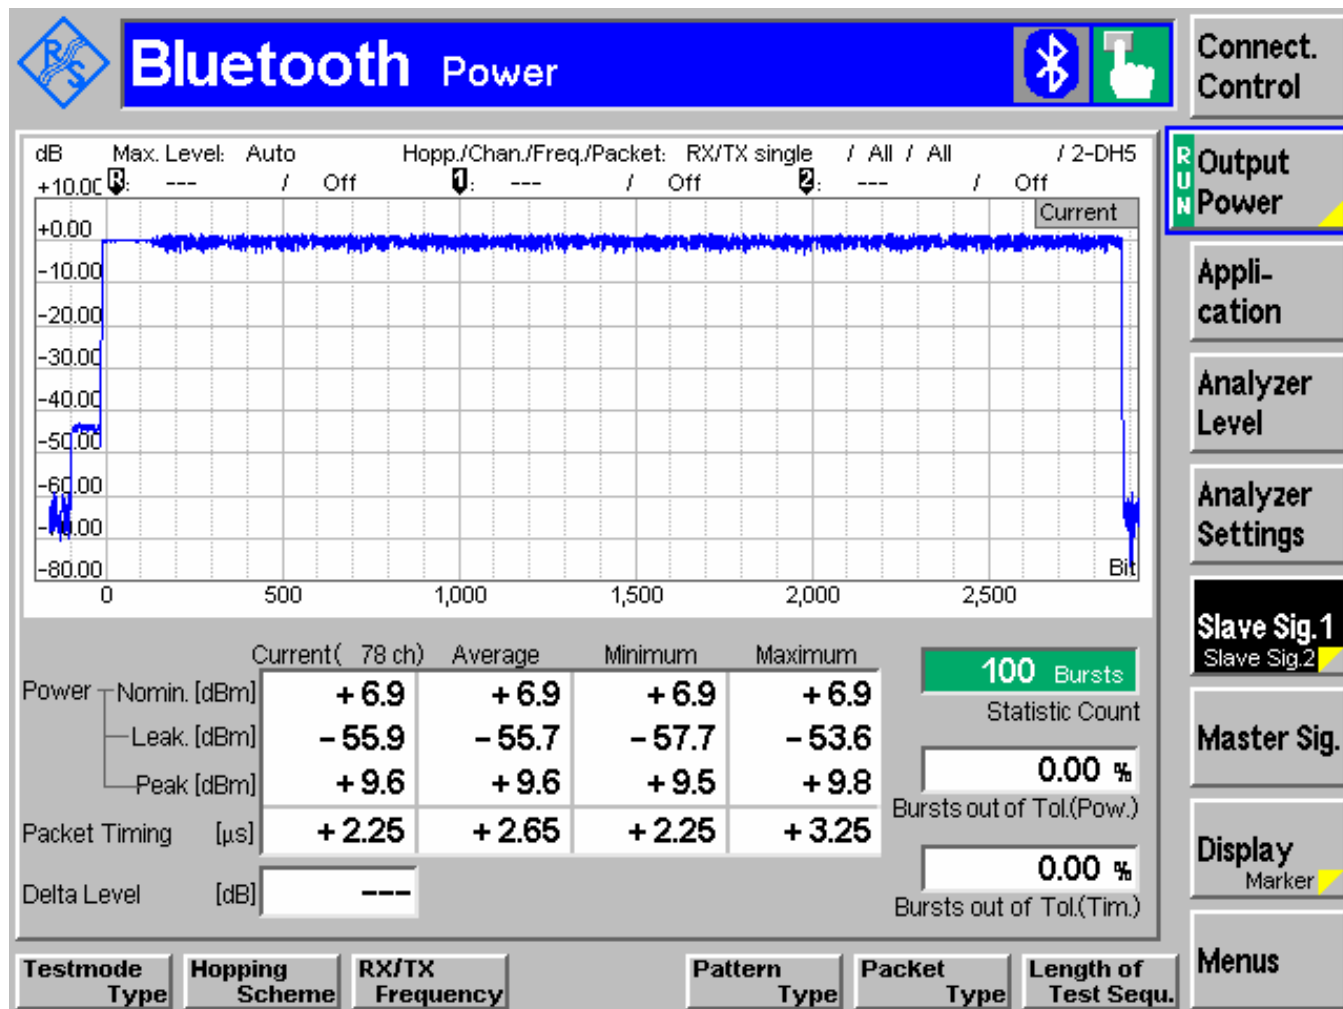 R&S
Bluetooth Power
Connect. Control
dB Max. Level: Auto Hopp./Chan./Freq./Packet: RX/TX single / All / All / 2-DH5
R: --- / Off 1: --- / Off 2: --- / Off
Current
+10.00
+0.00
-10.00
-20.00
-30.00
-40.00
-50.00
-60.00
-80.00
Bit
0 500 1,000 1,500 2,000 2,500
RUN
Output Power
Appli-
cation
Analyzer Level
Analyzer Settings
Slave Sig.1
Slave Sig.2
Master Sig.
Display
Marker
Menus
Current( 78 ch) Average Minimum Maximum
Power Nomin. [dBm] +6.9 +6.9 +6.9 +6.9
Leak. [dBm] -55.9 -55.7 -57.7 -53.6
Peak [dBm] +9.6 +9.6 +9.5 +9.8
Packet Timing [µs] +2.25 +2.65 +2.25 +3.25
Delta Level [dB] ---
100 Bursts
Statistic Count
0.00 %
Bursts out of Tol.(Pow.)
0.00 %
Bursts out of Tol.(Tim.)
Testmode Type
Hopping Scheme
RX/TX Frequency
Pattern Type
Packet Type
Length of Test Sequ.